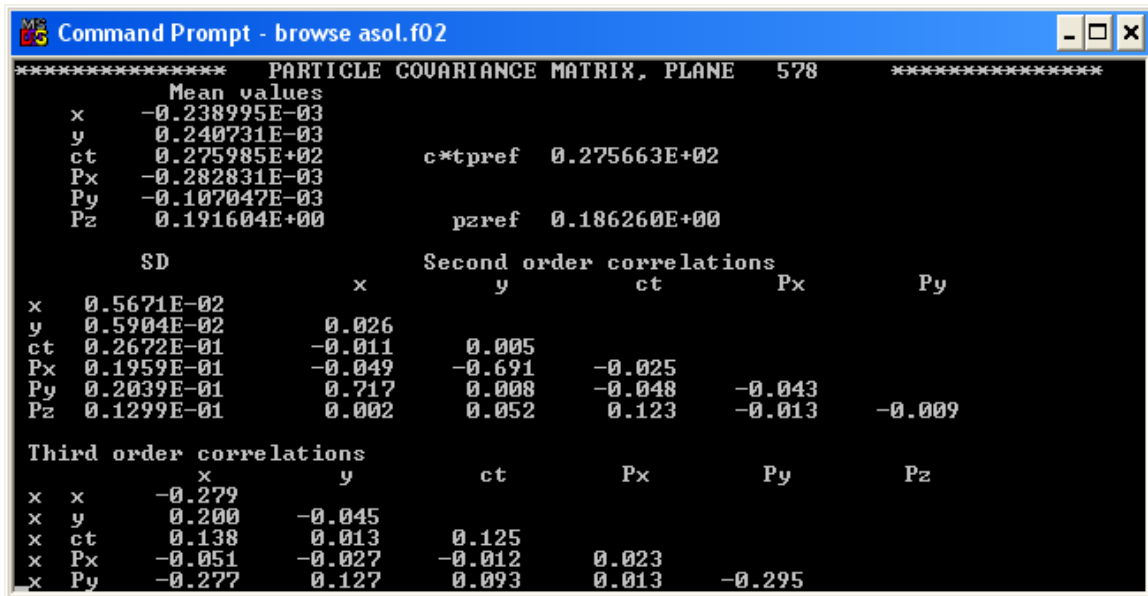 Command Prompt - browse asol.f02
*************** PARTICLE COVARIANCE MATRIX, PLANE 578 ***************
Mean values
x -0.238995E-03
y 0.240731E-03
ct 0.275985E+02 c*tpref 0.275663E+02
Px -0.282831E-03
Py -0.107047E-03
Pz 0.191604E+00 pzref 0.186260E+00
SD Second order correlations
x y ct Px Py
x 0.5671E-02
y 0.5904E-02 0.026
ct 0.2672E-01 -0.011 0.005
Px 0.1959E-01 -0.049 -0.691 -0.025
Py 0.2039E-01 0.717 0.008 -0.048 -0.043
Pz 0.1299E-01 0.002 0.052 0.123 -0.013 -0.009
Third order correlations
x y ct Px Py Pz
x x -0.279
x y 0.200 -0.045
x ct 0.138 0.013 0.125
x Px -0.051 -0.027 -0.012 0.023
x Py -0.277 0.127 0.093 0.013 -0.295